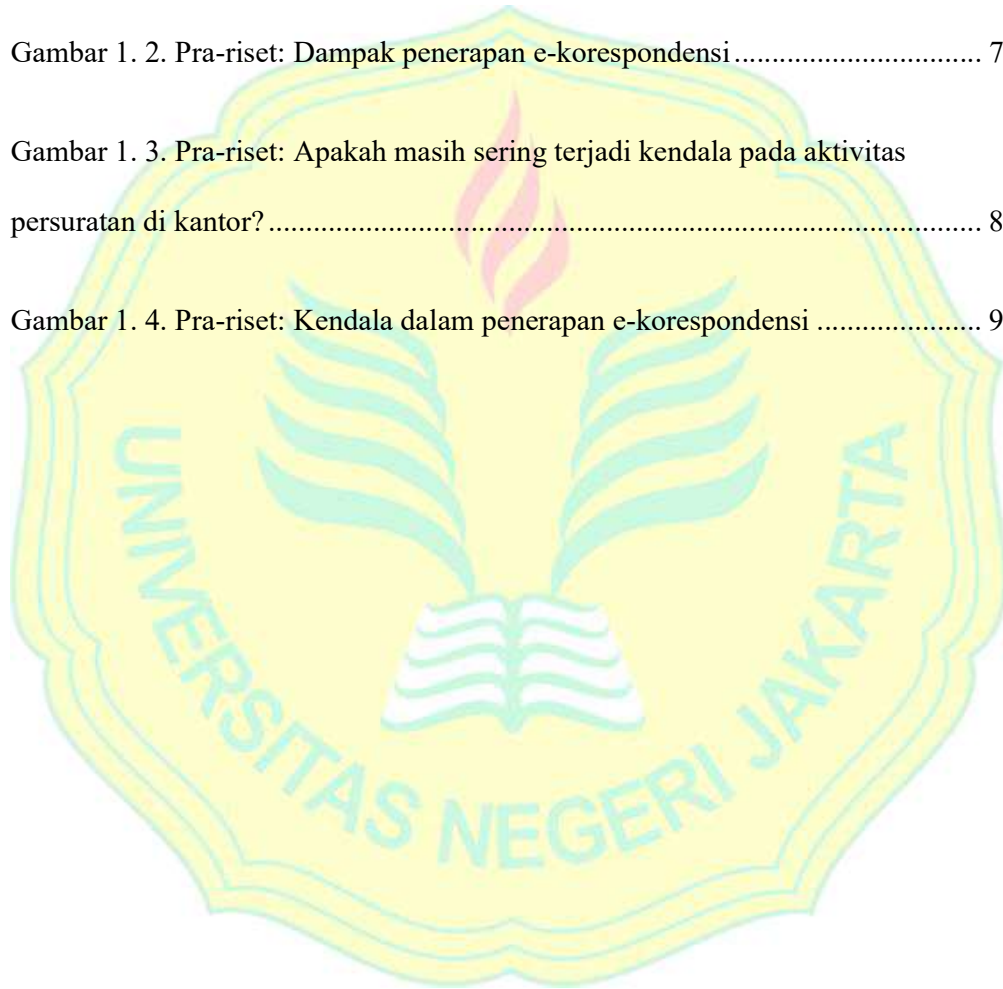 Gambar 1. 2. Pra-riset: Dampak penerapan e-korespondensi ................................ 7
Gambar 1. 3. Pra-riset: Apakah masih sering terjadi kendala pada aktivitas
persuratan di kantor? ............................................................................................ 8
Gambar 1. 4. Pra-riset: Kendala dalam penerapan e-korespondensi ..................... 9
UNIVERSITAS NEGERI JAKARTA